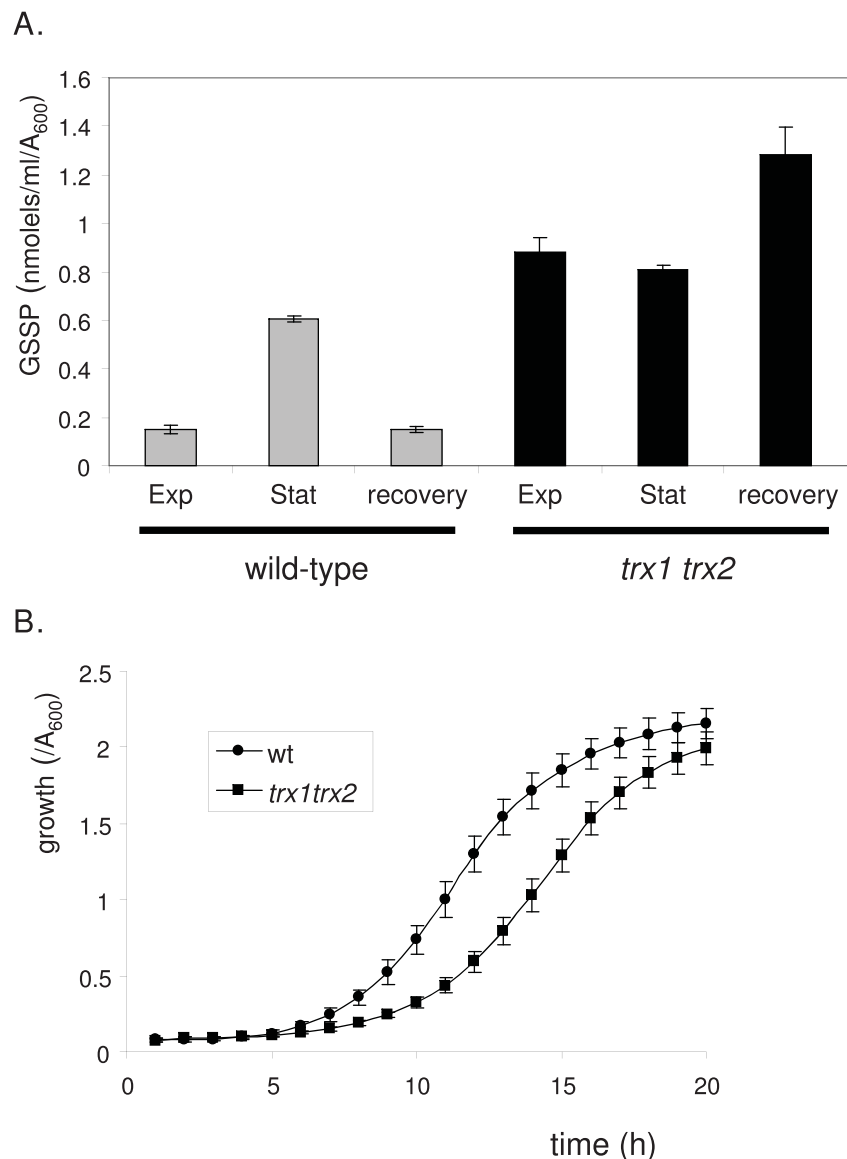 A.
GSSP (nmolels/ml/A600)
1.6
1.4
1.2
1
0.8
0.6
0.4
0.2
0
Exp Stat recovery Exp Stat recovery
wild-type trx1 trx2
B.
growth (/A600)
2.5
2
1.5
1
0.5
0
wt
trx1trx2
0 5 10 15 20
time (h)